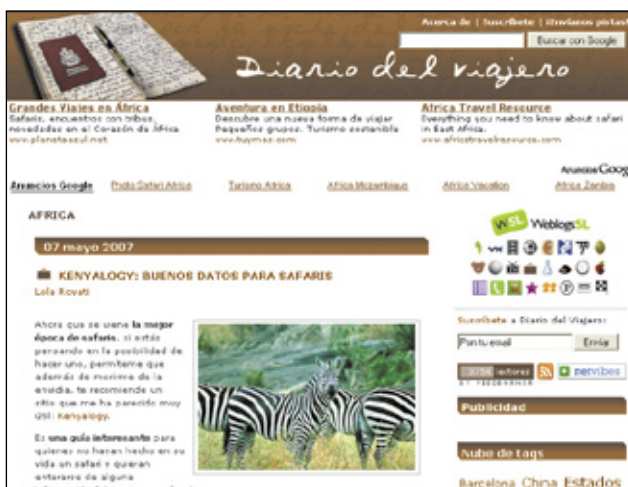 Acerca de | Suscríbete | ¡Envíanos pistas!
Buscar con Google
Diario del viajero
Grandes Viajes en África
Safaris, encuentros con tribus,
novedades en el Corazón de África
www.planetaazul.net
Aventura en Etiopia
Descubre una nueva forma de viajar
Pequeños grupos. Turismo sostenible
Africa Travel Resource
Everything you need to know about safari
in East Africa.
www.africatravelresource.com
Anuncios Goog
Anuncios Google
Photo Safari Africa
Turismo Africa
Africa Mozambique
Africa Vacation
Africa Zambia
AFRICA
07 mayo 2007
KENYALOGY: BUENOS DATOS PARA SAFARIS
Lola Rovati
Ahora que se viene la mejor
época de safaris, si estás
pensando en la posibilidad de
hacer uno, permíteme que
además de morirme de la
envidia, te recomiende un
sitio que me ha parecido muy
útil: Kenyalogy.
Es una guía interesante para
quienes no hacen hecho en su
vida un safari y quieran
enterarse de alguna
WSL WeblogsSL
Suscríbete a Diario del Viajero:
Pon tu email
Enviar
lectores
BY FEEDBURNER
netvibes
Publicidad
Nube de tags
Barcelona China Estados